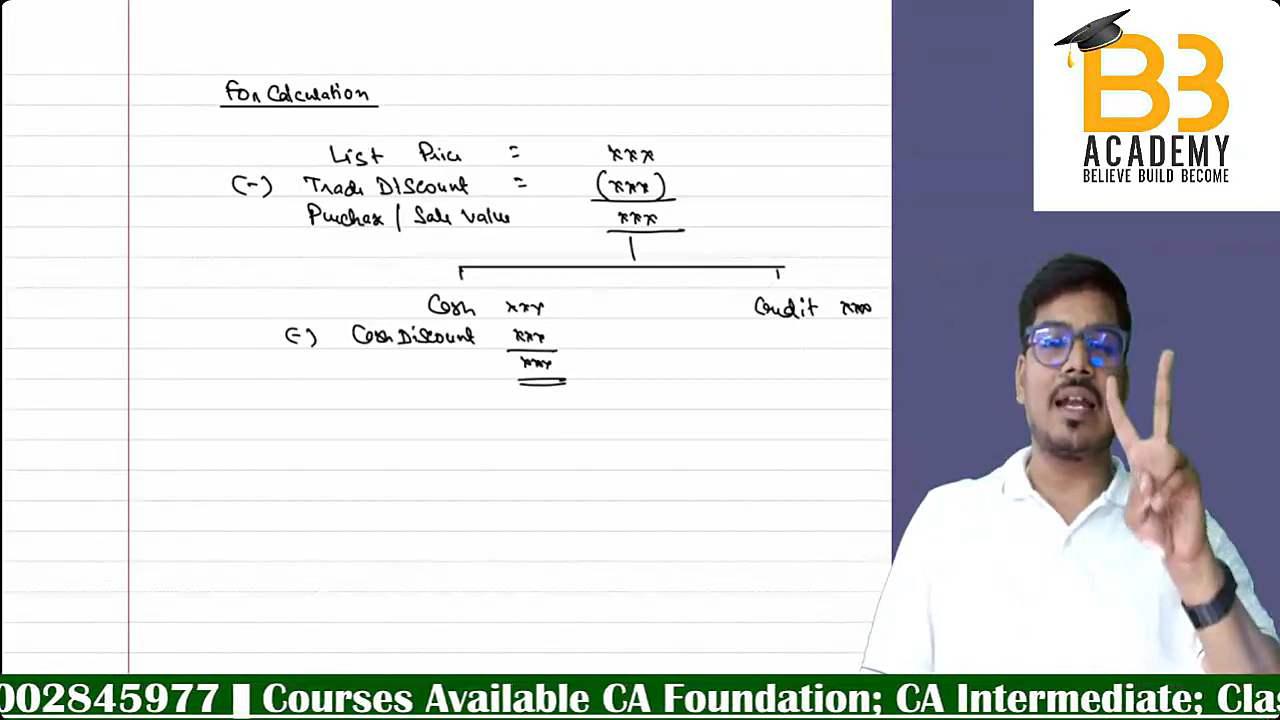 For Calculation
List Price = xxx
(-) Trade Discount = (xxx)
Purchase / Sale Value xxx
Cash xxx Credit xxx
(-) Cash Discount xxx
xxx
B3
ACADEMY
BELIEVE BUILD BECOME
002845977 ▌Courses Available CA Foundation; CA Intermediate; Clas